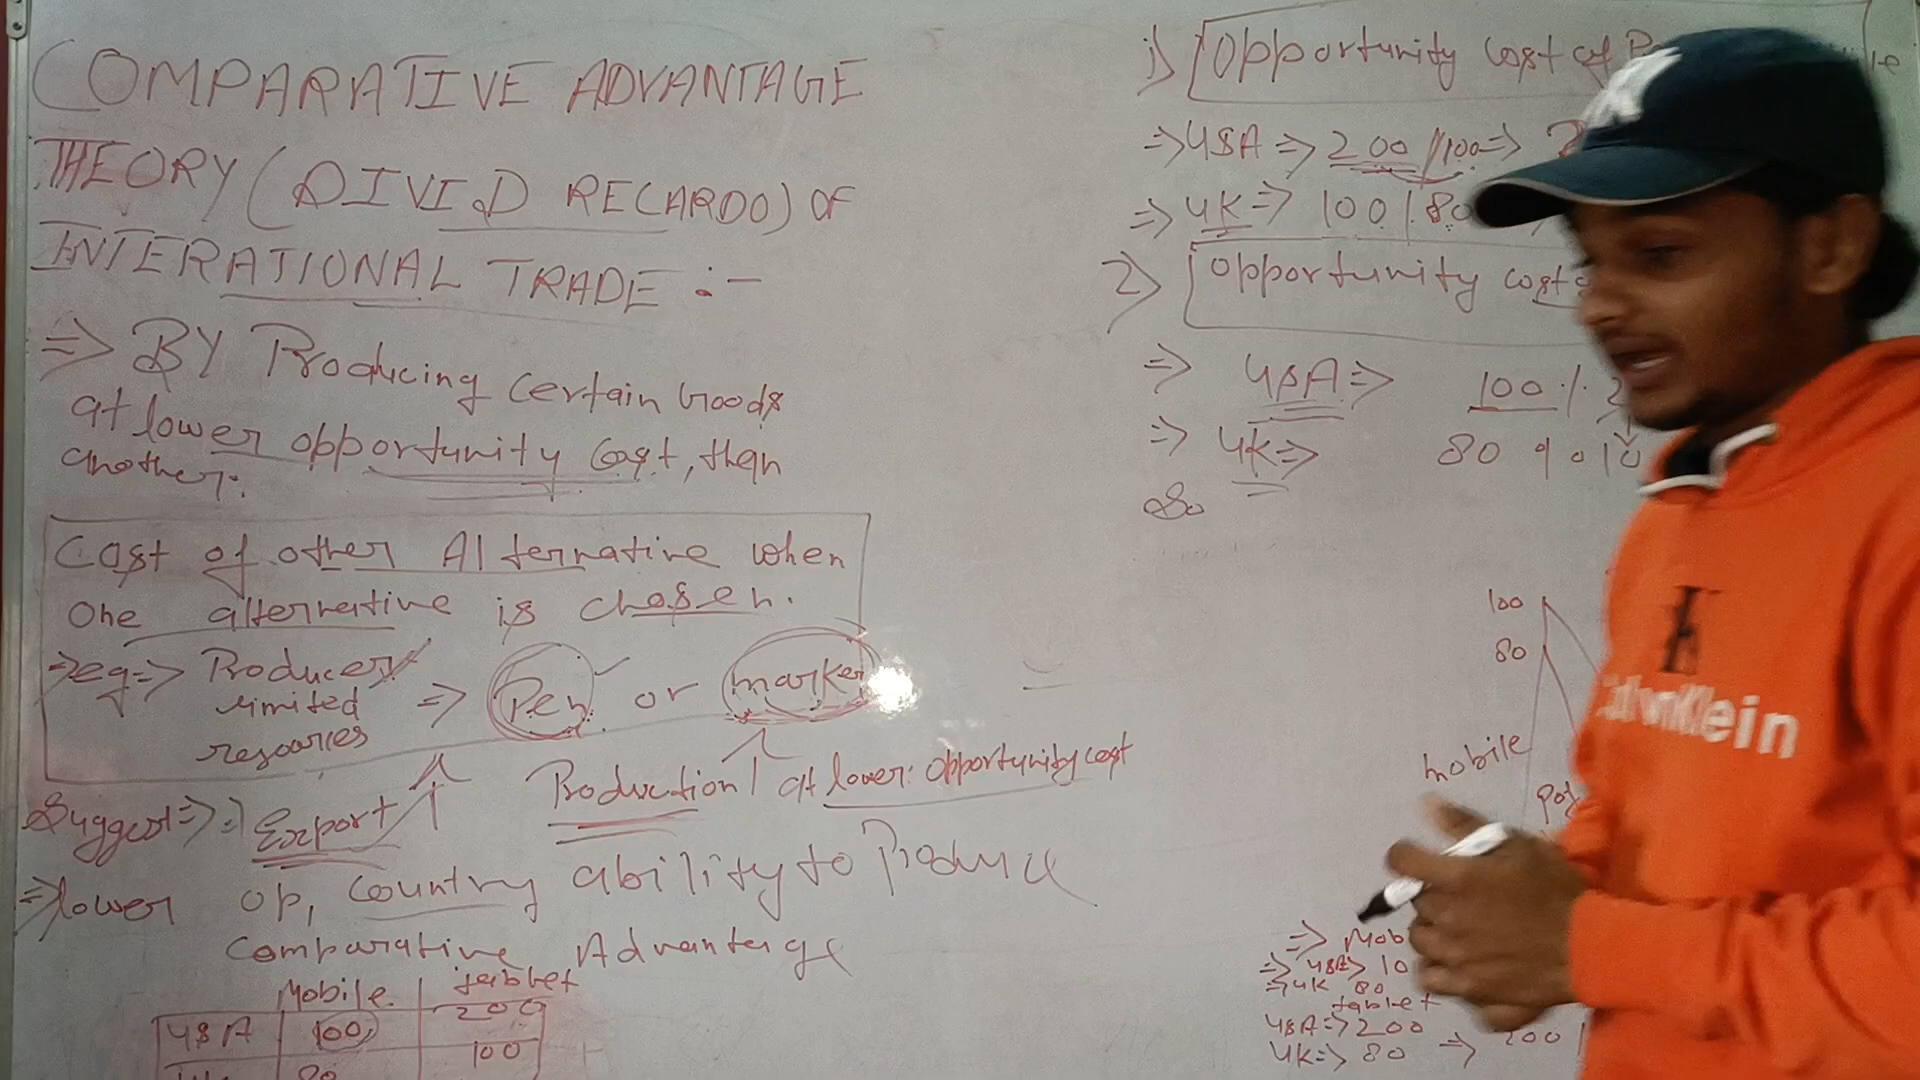 COMPARATIVE ADVANTAGE
THEORY (DIVID RECARDO) OF
INTERATIONAL TRADE :-
=> BY Producing Certain Goods
at lower opportunity Cost, than
another.
Cost of other Alternative when
One alternative is chosen.
=> eg => Producer
limited
resources
=> Pen or marker
Suggest => Export
Production at lower opportunity cost
=> lower op, Country ability to Produce
Comparative Advantage
Mobile tablet
USA 100 200
80 100
1) Opportunity Cost of
=> USA => 200 / 100 =>
=> UK => 100 / 80
2) Opportunity cost
=> USA => 100 /
=> UK => 80
So
100
80
mobile
=> Mob
=> USA => 10
=> UK 80
tablet
USA => 200
UK => 80 => 200
Klein